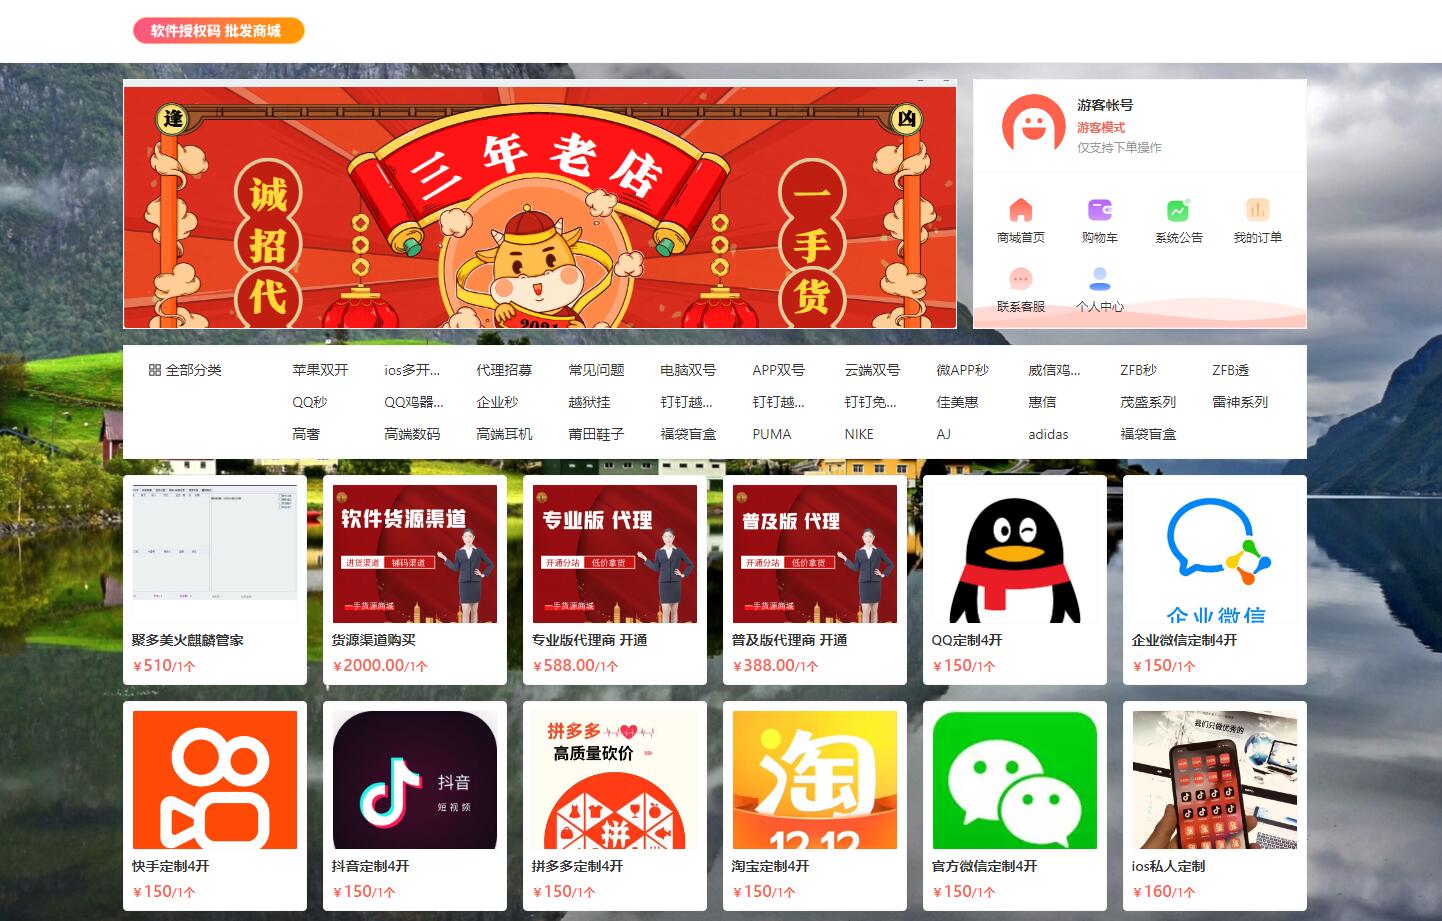 软件授权码 批发商城
逢
凶
三年老店
诚招代
一手货
2021
游客帐号
游客模式
仅支持下单操作
商城首页 购物车 系统公告 我的订单
联系客服 个人中心
全部分类 苹果双开 ios多开... 代理招募 常见问题 电脑双号 APP双号 云端双号 微APP秒 威信鸡... ZFB秒 ZFB透
QQ秒 QQ鸡器... 企业秒 越狱挂 钉钉越... 钉钉越... 钉钉免... 佳美惠 惠信 茂盛系列 雷神系列
高奢 高端数码 高端耳机 莆田鞋子 福袋盲盒 PUMA NIKE AJ adidas 福袋盲盒
软件货源渠道
进货渠道 铺码渠道
一手货源商城
专业版 代理
开通分站 低价拿货
一手货源商城
普及版 代理
开通分站 低价拿货
一手货源商城
企业微信
聚多美火麒麟管家 货源渠道购买 专业版代理商 开通 普及版代理商 开通 QQ定制4开 企业微信定制4开
￥510/1个 ￥2000.00/1个 ￥588.00/1个 ￥388.00/1个 ￥150/1个 ￥150/1个
抖音
短视频
拼多多
高质量砍价
拼
淘
12.12
我们只做优秀的
快手定制4开 抖音定制4开 拼多多定制4开 淘宝定制4开 官方微信定制4开 ios私人定制
￥150/1个 ￥150/1个 ￥150/1个 ￥150/1个 ￥150/1个 ￥160/1个